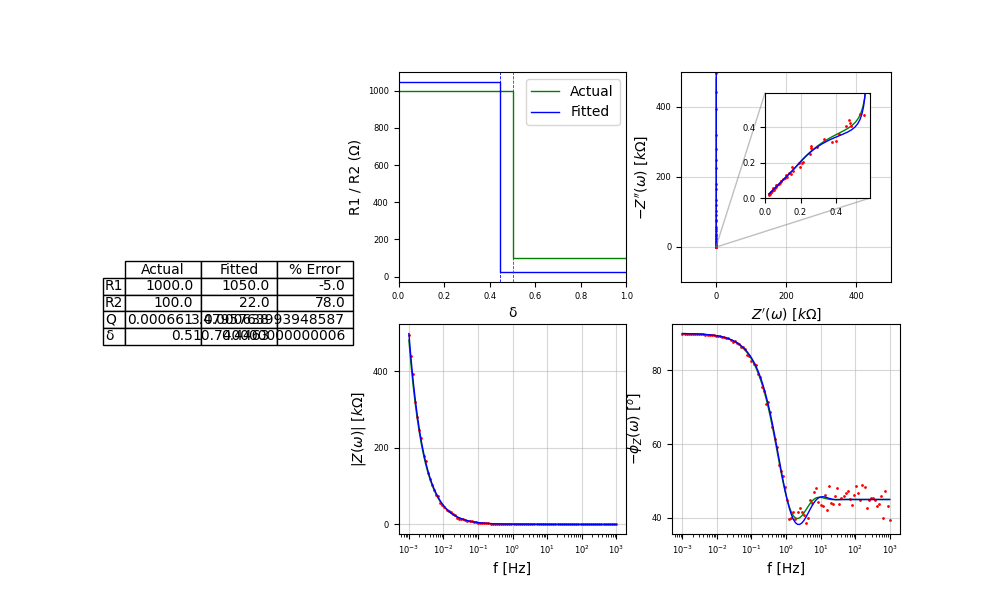 Actual Fitted % Error
R1 1000.0 1050.0 -5.0
R2 100.0 22.0 78.0
Q
δ 0.5
1000
800
600
400
200
0
0.0 0.2 0.4 0.6 0.8 1.0
R1 / R2 (Ω)
δ
Actual
Fitted
400
200
0
0 200 400
-Z''(ω) [kΩ]
Z'(ω) [kΩ]
0.4
0.2
0.0
0.0 0.2 0.4
400
200
0
10⁻³ 10⁻² 10⁻¹ 10⁰ 10¹ 10² 10³
|Z(ω)| [kΩ]
f [Hz]
80
60
40
10⁻³ 10⁻² 10⁻¹ 10⁰ 10¹ 10² 10³
-ϕ_Z(ω) [°]
f [Hz]